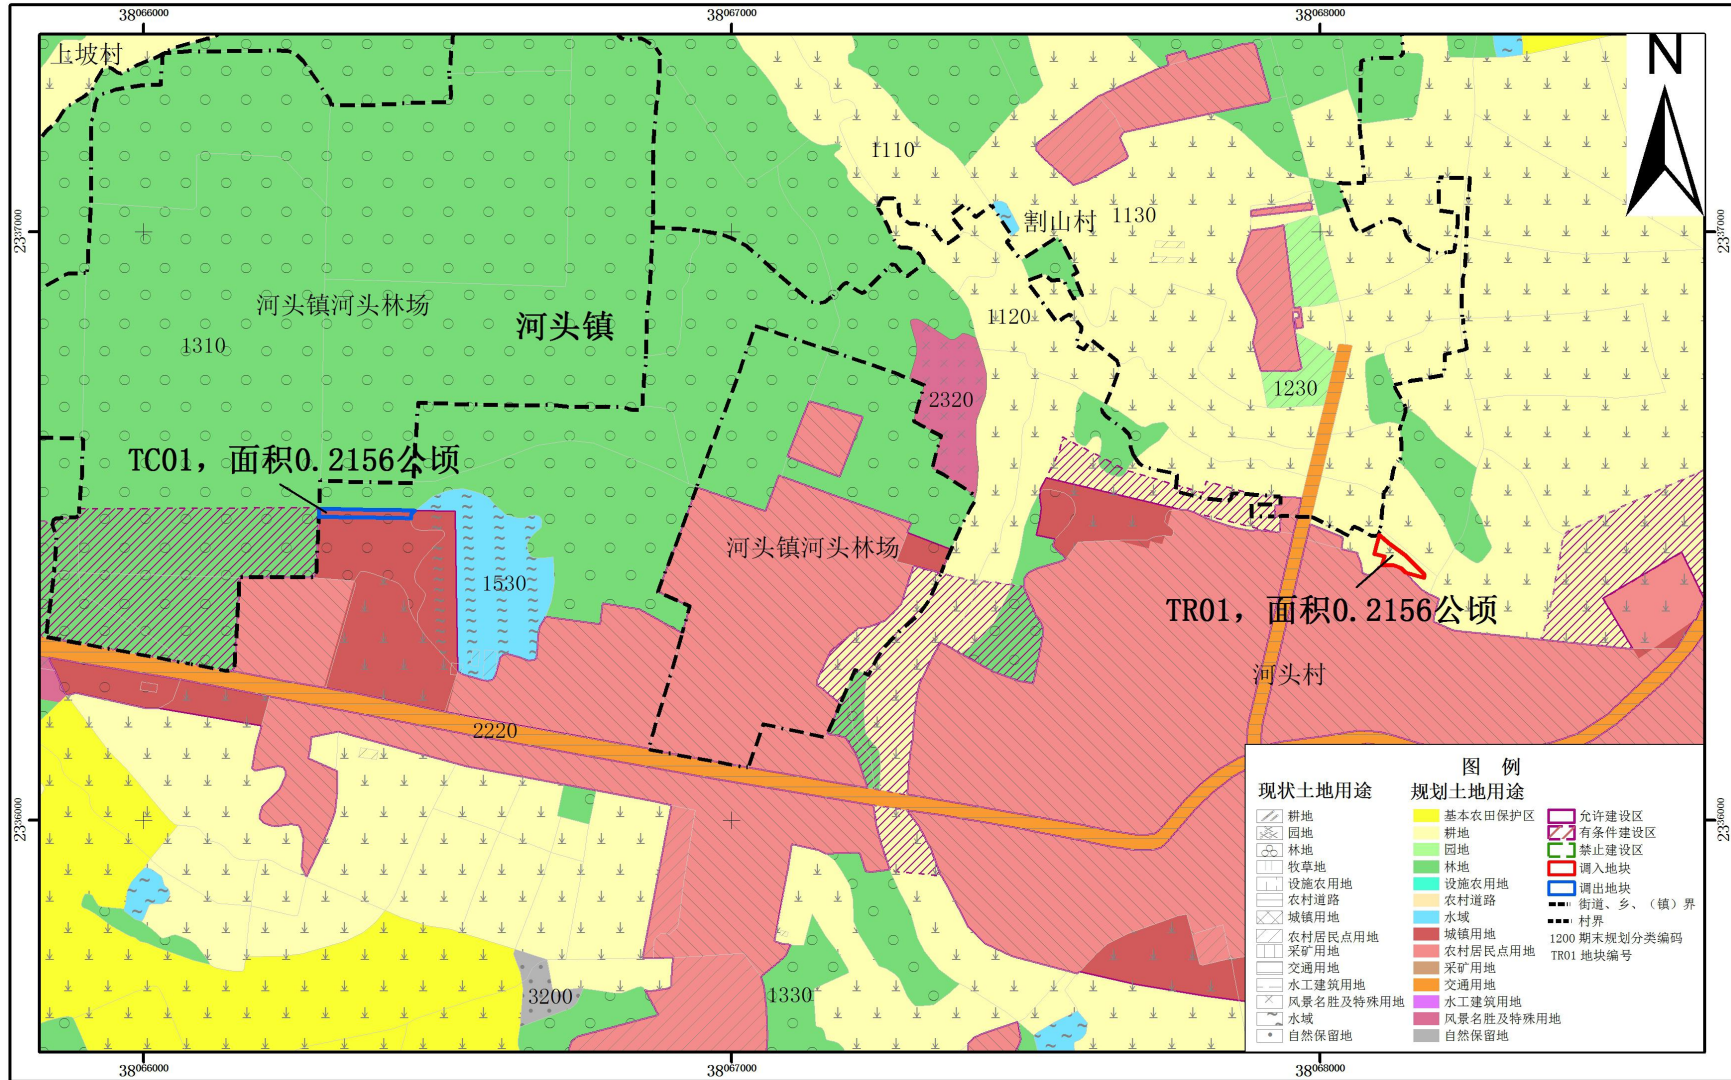 38066000
38067000
38068000
上坡村
N
1110
割山村
1130
2337000
2337000
河头镇河头林场
河头镇
1120
1310
1230
2320
TC01，面积0.2156公顷
河头镇河头林场
1530
TR01，面积0.2156公顷
河头村
2220
图 例
现状土地用途
规划土地用途
耕地
基本农田保护区
允许建设区
园地
耕地
有条件建设区
林地
园地
禁止建设区
牧草地
林地
调入地块
设施农用地
设施农用地
调出地块
农村道路
农村道路
街道、乡、（镇）界
城镇用地
水域
村界
农村居民点用地
城镇用地
1200 期末规划分类编码
采矿用地
农村居民点用地
TR01 地块编号
交通用地
采矿用地
水工建筑用地
交通用地
风景名胜及特殊用地
水工建筑用地
水域
风景名胜及特殊用地
自然保留地
自然保留地
2336000
2336000
3200
1330
38066000
38067000
38068000